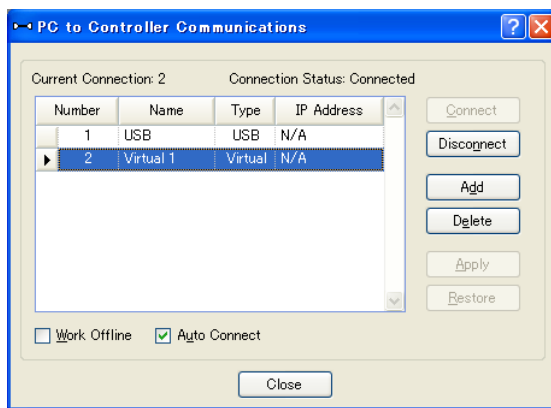 PC to Controller Communications
Current Connection: 2 Connection Status: Connected
Number Name Type IP Address
1 USB USB N/A
2 Virtual 1 Virtual N/A
Connect
Disconnect
Add
Delete
Apply
Restore
Work Offline Auto Connect
Close